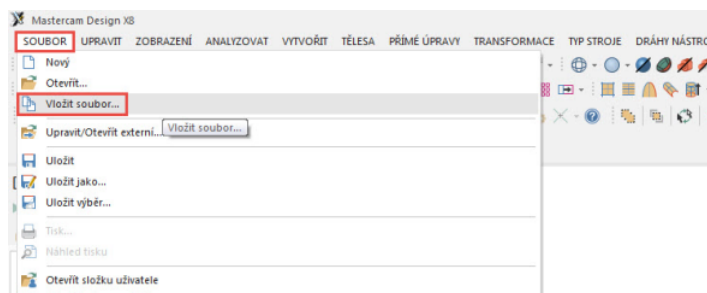 Mastercam Design X8
SOUBOR UPRAVIT ZOBRAZENÍ ANALYZOVAT VYTVOŘIT TĚLESA PŘÍMÉ ÚPRAVY TRANSFORMACE TYP STROJE DRÁHY NÁSTRO
Nový
Otevřít...
Vložit soubor...
Upravit/Otevřít externí... Vložit soubor...
Uložit
Uložit jako...
Uložit výběr...
Tisk...
Náhled tisku
Otevřít složku uživatele